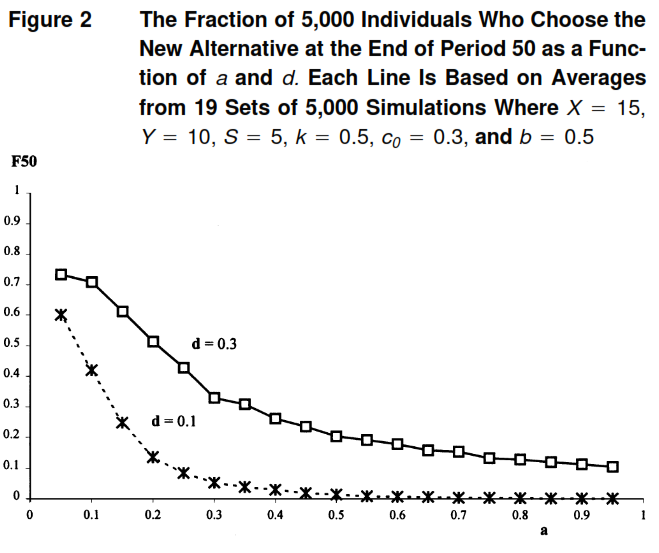 Figure 2 The Fraction of 5,000 Individuals Who Choose the
New Alternative at the End of Period 50 as a Func-
tion of a and d. Each Line Is Based on Averages
from 19 Sets of 5,000 Simulations Where X = 15,
Y = 10, S = 5, k = 0.5, c0 = 0.3, and b = 0.5
F50
1
0.9
0.8
0.7
0.6
0.5
0.4
0.3
0.2
0.1
0
d = 0.3
d = 0.1
0 0.1 0.2 0.3 0.4 0.5 0.6 0.7 0.8 0.9 1
a